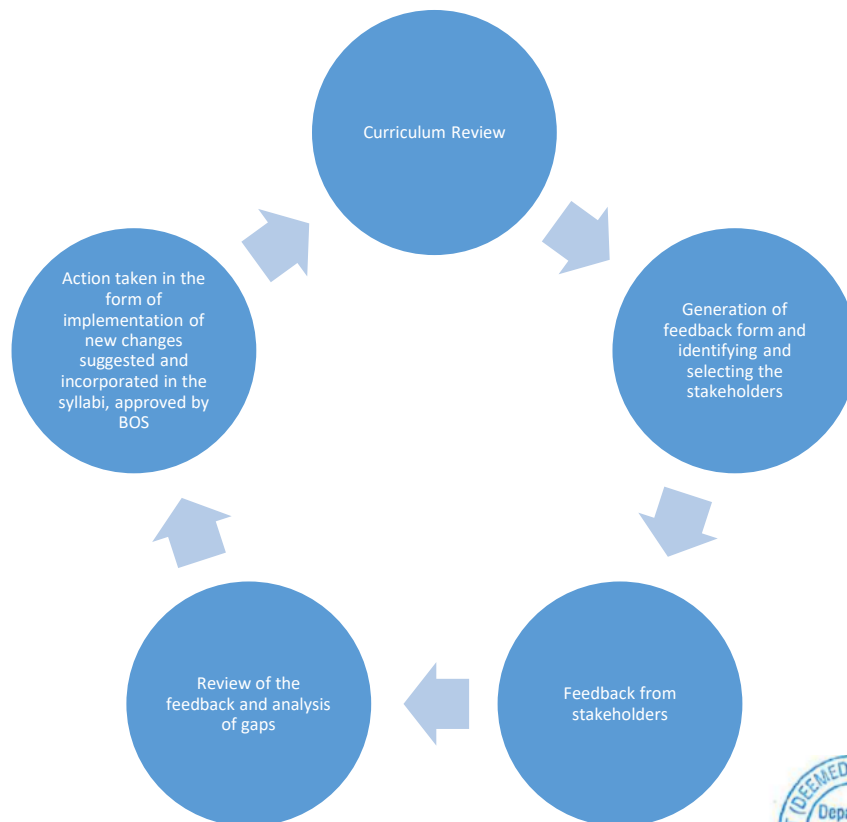 Curriculum Review
Generation of
feedback form and
identifying and
selecting the
stakeholders
Feedback from
stakeholders
Review of the
feedback and analysis
of gaps
Action taken in the
form of
implementation of
new changes
suggested and
incorporated in the
syllabi, approved by
BOS
(DEEMED